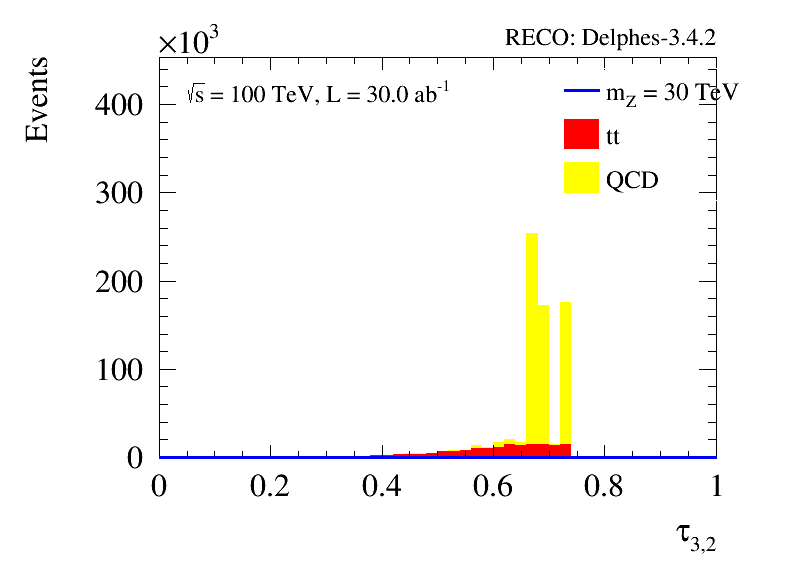 ×10³
RECO: Delphes-3.4.2
Events
√s = 100 TeV, L = 30.0 ab⁻¹
m_Z = 30 TeV
tt
QCD
400
300
200
100
0
0 0.2 0.4 0.6 0.8 1
τ_3,2